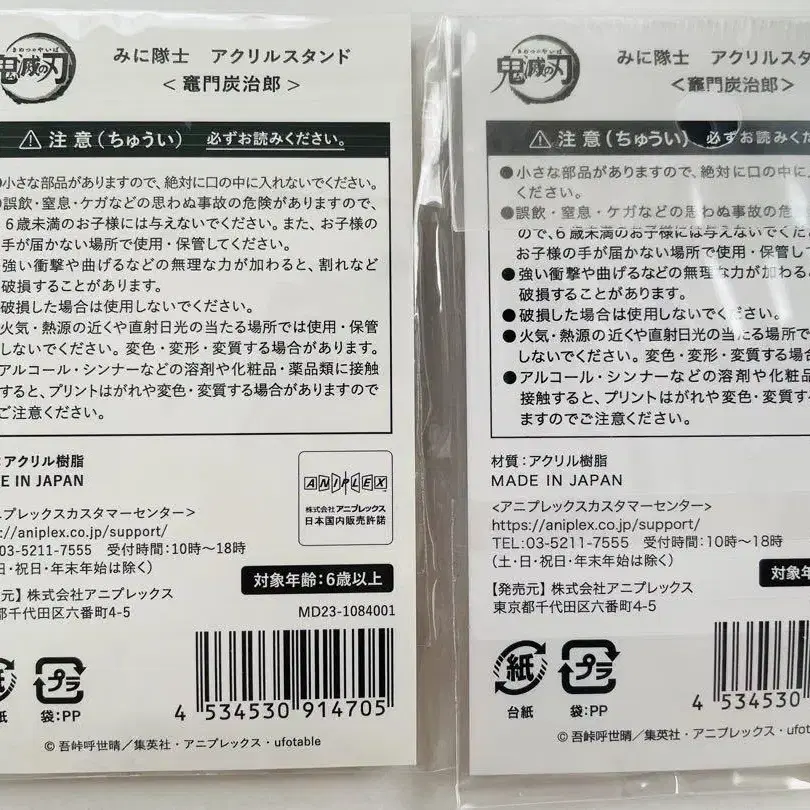 きめつのやいば
鬼滅の刃
みに隊士　アクリルスタンド
＜竈門炭治郎＞
注意（ちゅうい）　必ずお読みください。
●小さな部品がありますので、絶対に口の中に入れないでください。
●誤飲・窒息・ケガなどの思わぬ事故の危険がありますので、
６歳未満のお子様には与えないでください。また、お子様の
手が届かない場所で使用・保管してください。
強い衝撃や曲げるなどの無理な力が加わると、割れなど
破損することがあります。
破損した場合は使用しないでください。
火気・熱源の近くや直射日光の当たる場所では使用・保管
しないでください。変色・変形・変質する場合があります。
アルコール・シンナーなどの溶剤や化粧品・薬品類に接触
すると、プリントはがれや変色・変質する場合がありますので
ご注意ください。
：アクリル樹脂
E IN JAPAN
ANIPLEX
株式会社アニプレックス
日本国内販売許諾
ニプレックスカスタマーセンター＞
://aniplex.co.jp/support/
03-5211-7555　受付時間：10時～18時
日・祝日・年末年始は除く）
対象年齢：6歳以上
元】株式会社アニプレックス
都千代田区六番町4-5
MD23-1084001
紙
プラ
袋：PP
4 534530 914705
© 吾峠呼世晴／集英社・アニプレックス・ufotable
きめつのやいば
鬼滅の刃
みに隊士　アクリルスタ
＜竈門炭治郎＞
注意（ちゅうい）　必ずお読みくだ
●小さな部品がありますので、絶対に口の中に入
ください。
●誤飲・窒息・ケガなどの思わぬ事故の危
ので、６歳未満のお子様には与えないでくだ
お子様の手が届かない場所で使用・保管して
●強い衝撃や曲げるなどの無理な力が加わる
破損することがあります。
●破損した場合は使用しないでください。
●火気・熱源の近くや直射日光の当たる場所で
しないでください。変色・変形・変質する場合
●アルコール・シンナーなどの溶剤や化粧品
接触すると、プリントはがれや変色・変質
ますのでご注意ください。
材質：アクリル樹脂
MADE IN JAPAN
＜アニプレックスカスタマーセンター＞
https://aniplex.co.jp/support/
TEL:03-5211-7555　受付時間：10時～18時
（土・日・祝日・年末年始は除く）
対象年
【発売元】株式会社アニプレックス
東京都千代田区六番町4-5
紙
台紙
プラ
袋：PP
4 534530
© 吾峠呼世晴／集英社・アニプレックス・ufo